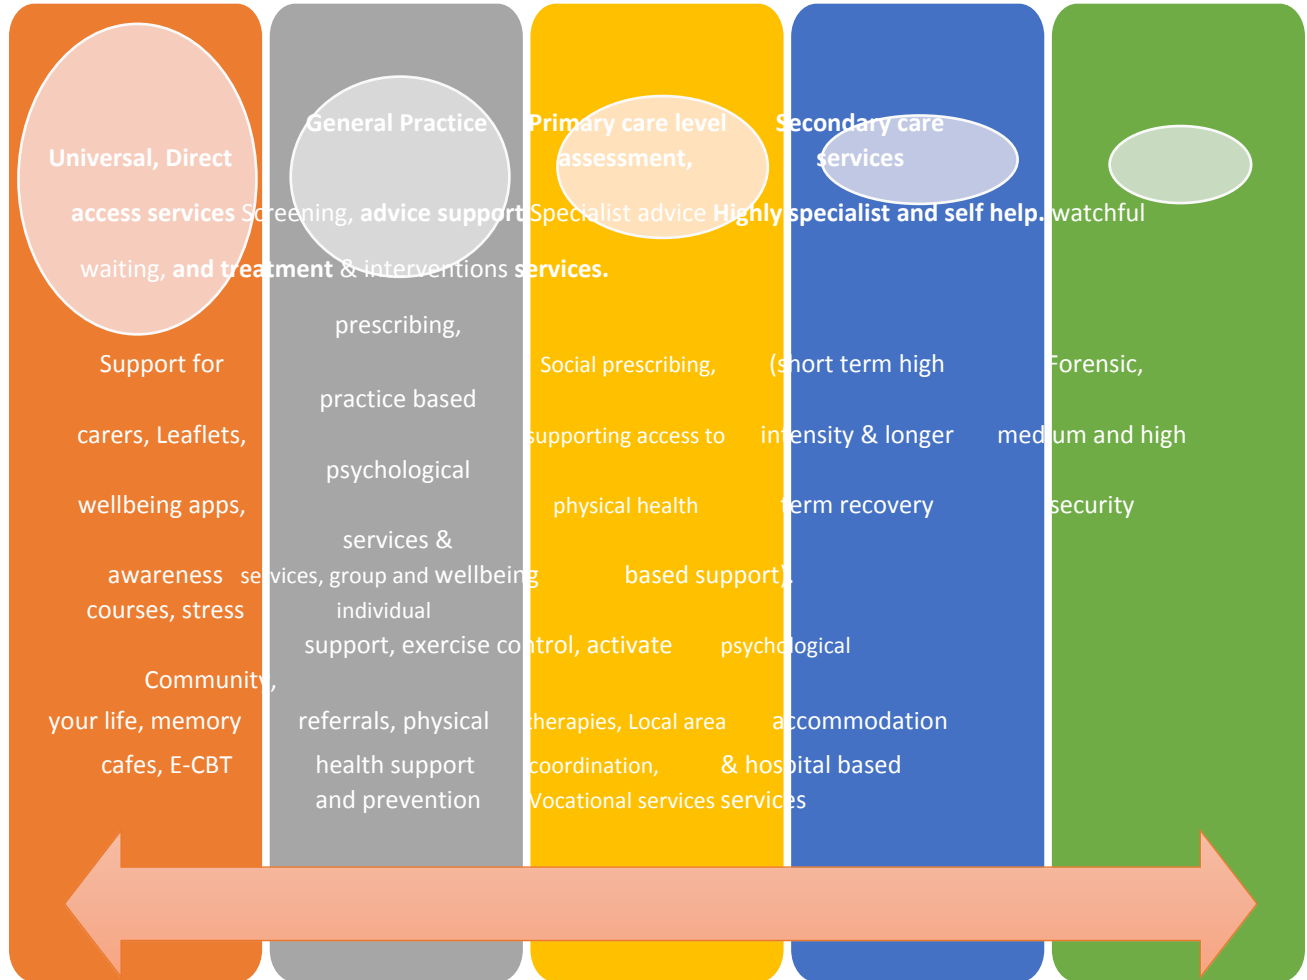 General Practice Primary care level Secondary care
Universal, Direct assessment, services
access services Screening, advice support Specialist advice Highly specialist and self help. watchful
waiting, and treatment & interventions services.
prescribing,
Support for Social prescribing, (short term high Forensic,
practice based
carers, Leaflets, supporting access to intensity & longer medium and high
psychological
wellbeing apps, physical health term recovery security
services &
awareness services, group and wellbeing based support).
courses, stress individual
support, exercise control, activate psychological
Community,
your life, memory referrals, physical therapies, Local area accommodation
cafes, E-CBT health support coordination, & hospital based
and prevention Vocational services services